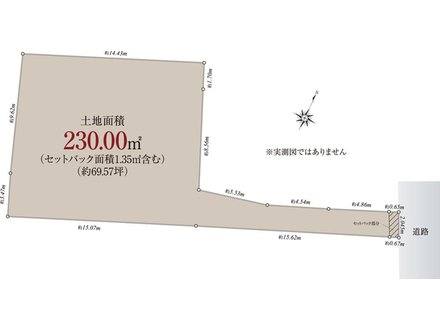 約14.43m
約1.70m
約9.62m
土地面積
230.00㎡
(セットバック面積1.35㎡含む)
(約69.57坪)
約8.56m
N
※実測図ではありません
約3.47m
約5.55m
約4.54m
約4.86m
約0.65m
セットバック部分
2.045m
道路
約15.07m
約15.62m
約0.67m